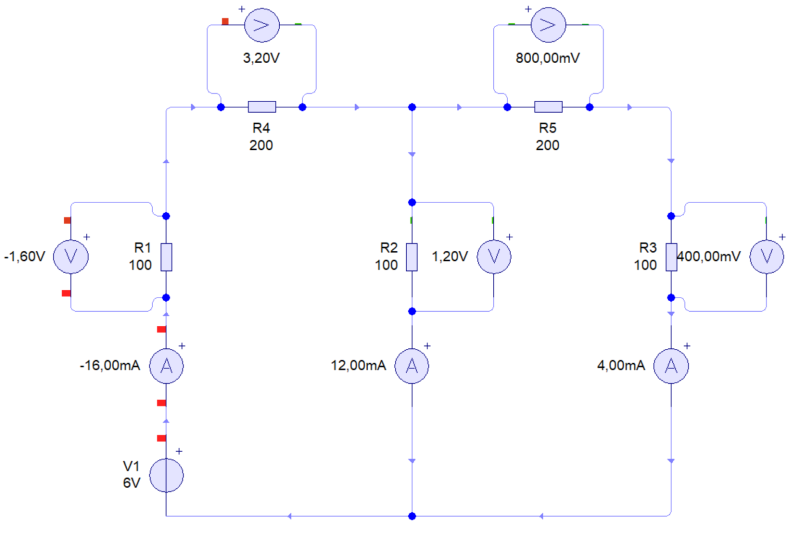 +
3,20V
+
800,00mV
R4
200
R5
200
+
-1,60V
V
R1
100
R2
100
1,20V
V
+
R3
100
400,00mV
V
+
-16,00mA
A
+
12,00mA
A
+
4,00mA
A
+
V1
6V
+